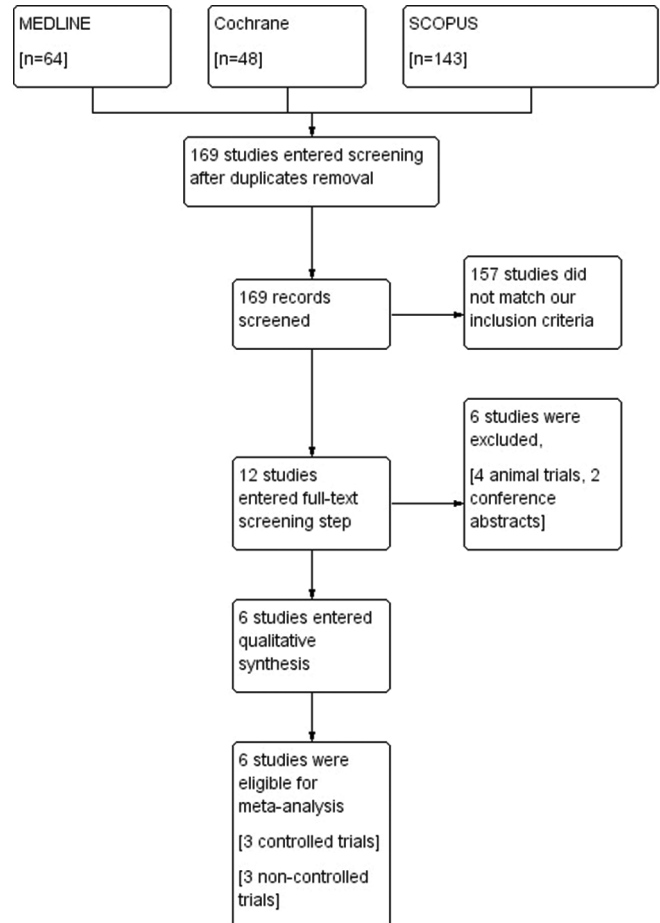 MEDLINE
[n=64]
Cochrane
[n=48]
SCOPUS
[n=143]
169 studies entered screening
after duplicates removal
169 records
screened
157 studies did
not match our
inclusion criteria
6 studies were
excluded,
[4 animal trials, 2
conference
abstracts]
12 studies
entered full-text
screening step
6 studies entered
qualitative
synthesis
6 studies were
eligible for
meta-analysis
[3 controlled trials]
[3 non-controlled
trials]